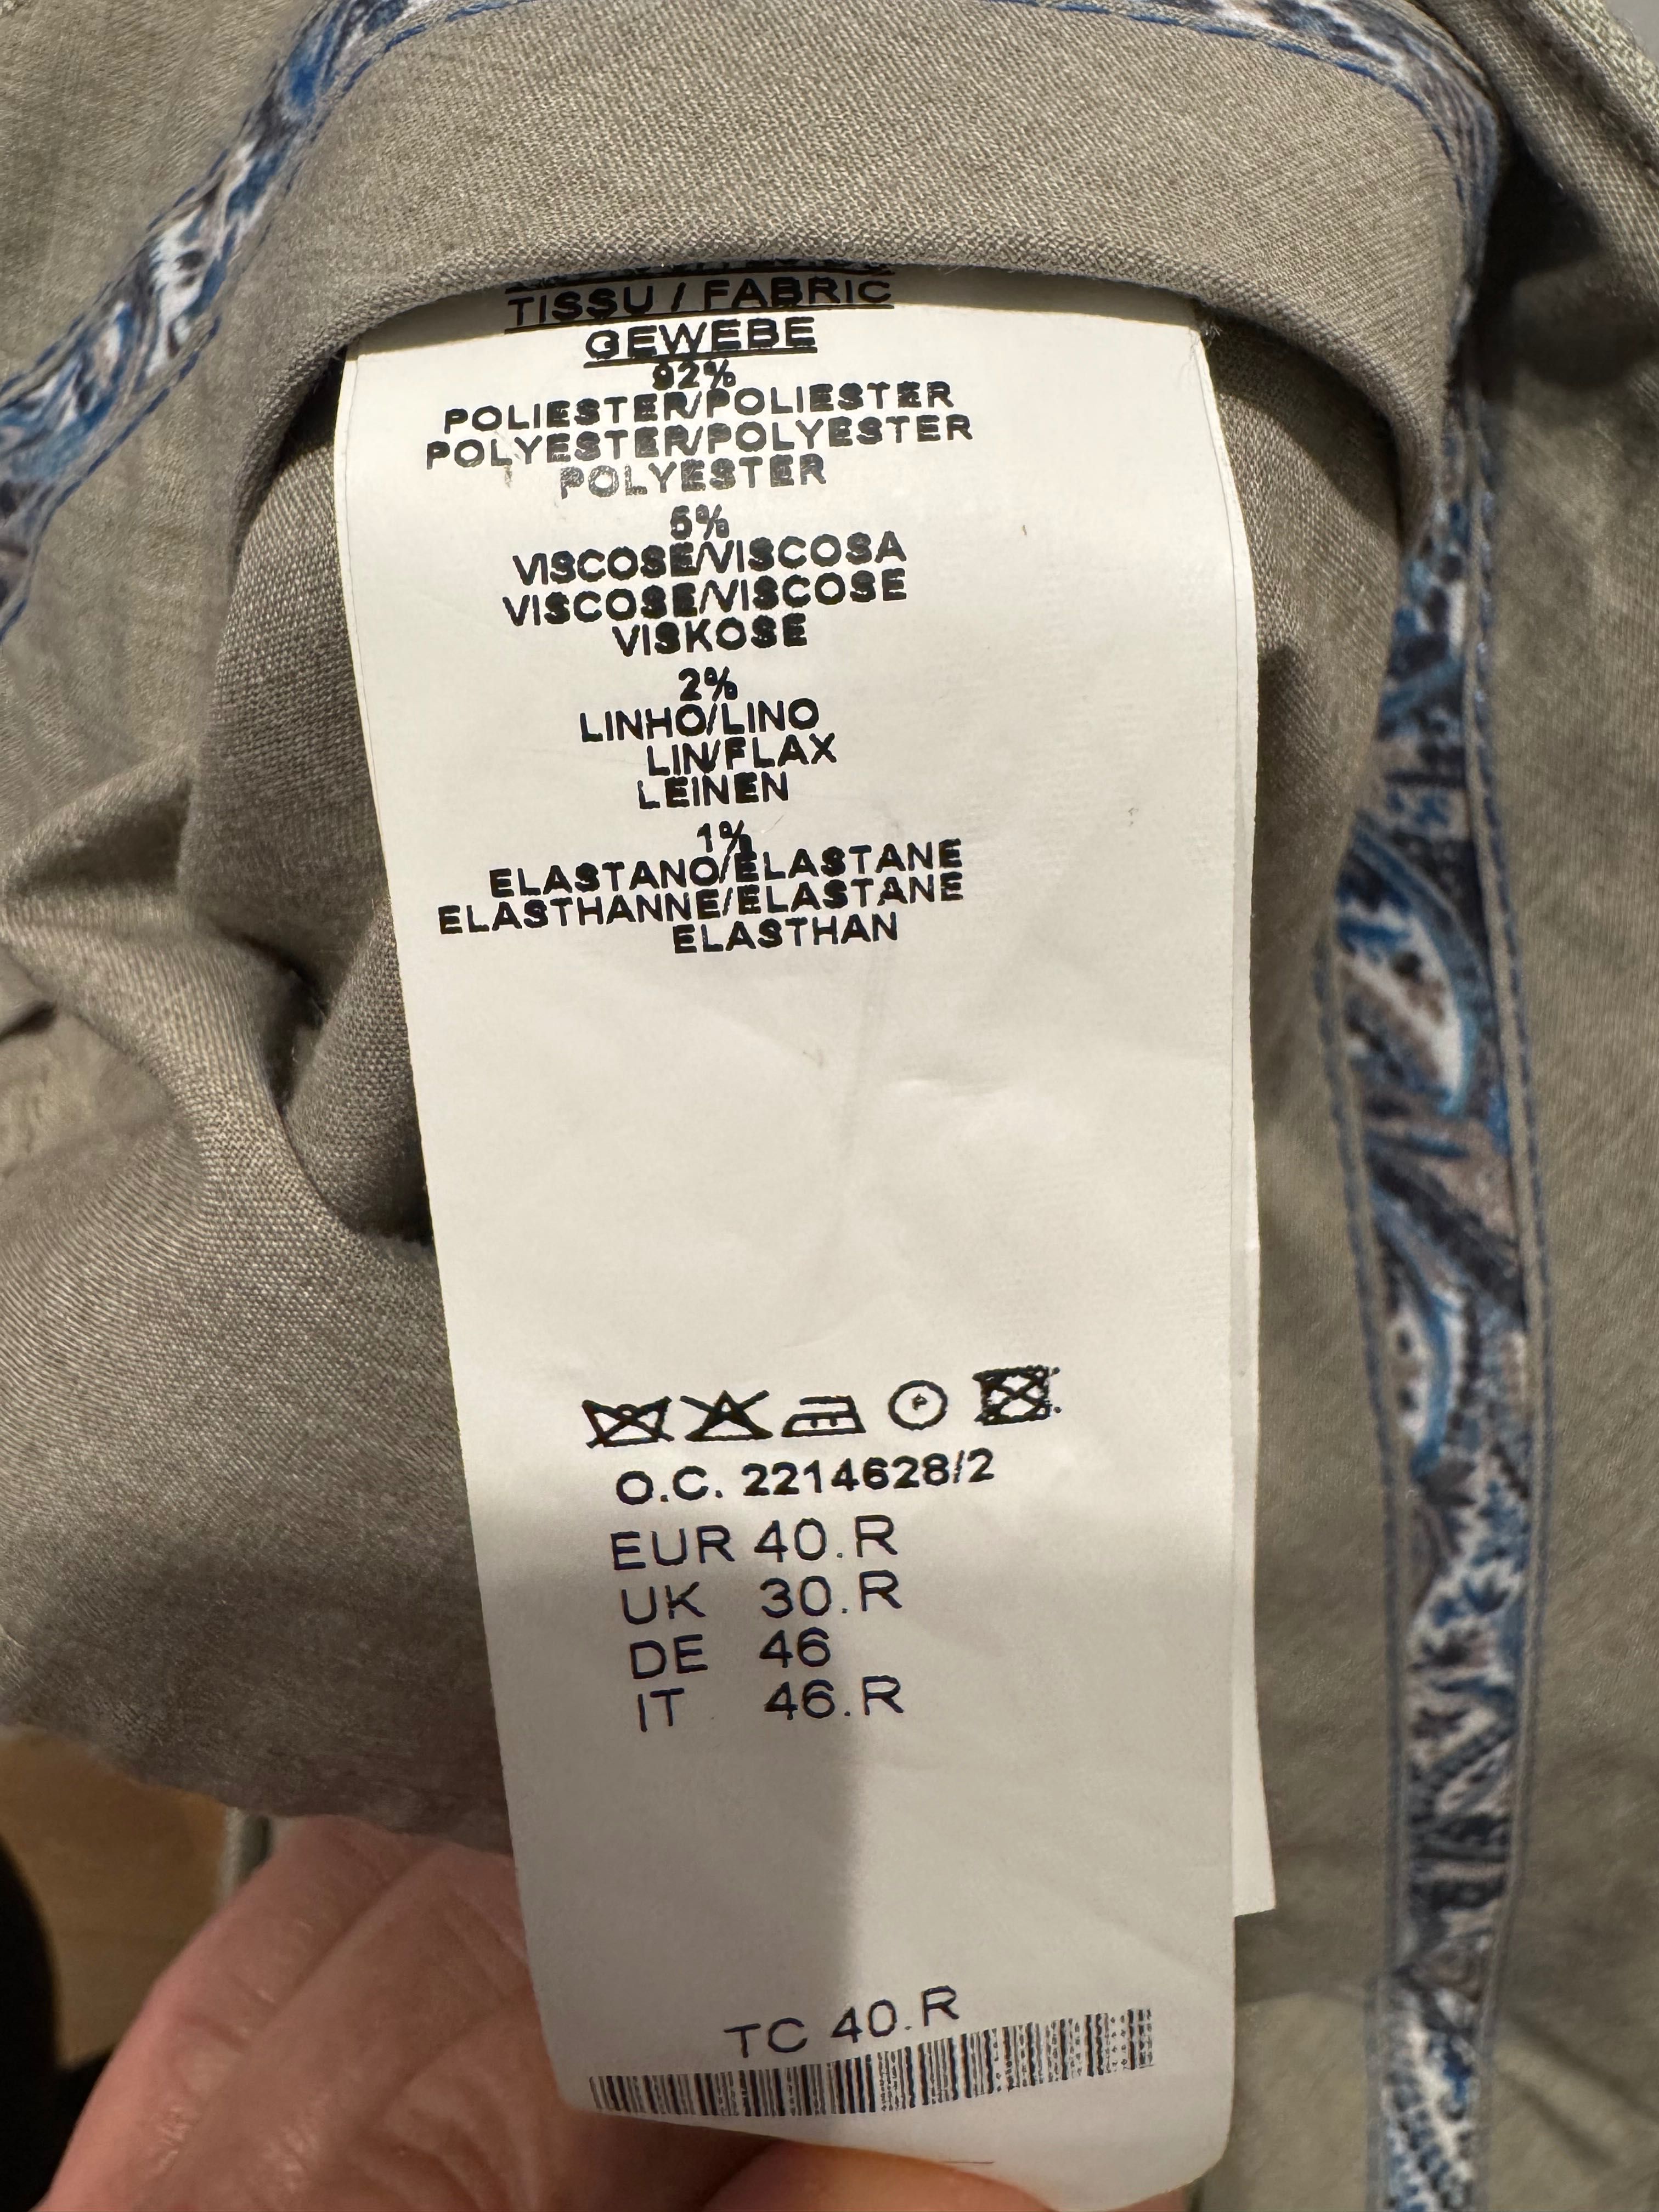 TISSU / FABRIC
GEWEBE
92%
POLIESTER/POLIESTER
POLYESTER/POLYESTER
POLYESTER
5%
VISCOSE/VISCOSA
VISCOSE/VISCOSE
VISKOSE
2%
LINHO/LINO
LIN/FLAX
LEINEN
1%
ELASTANO/ELASTANE
ELASTHANNE/ELASTANE
ELASTHAN
P
O.C. 2214628/2
EUR 40.R
UK 30.R
DE 46
IT 46.R
TC 40.R